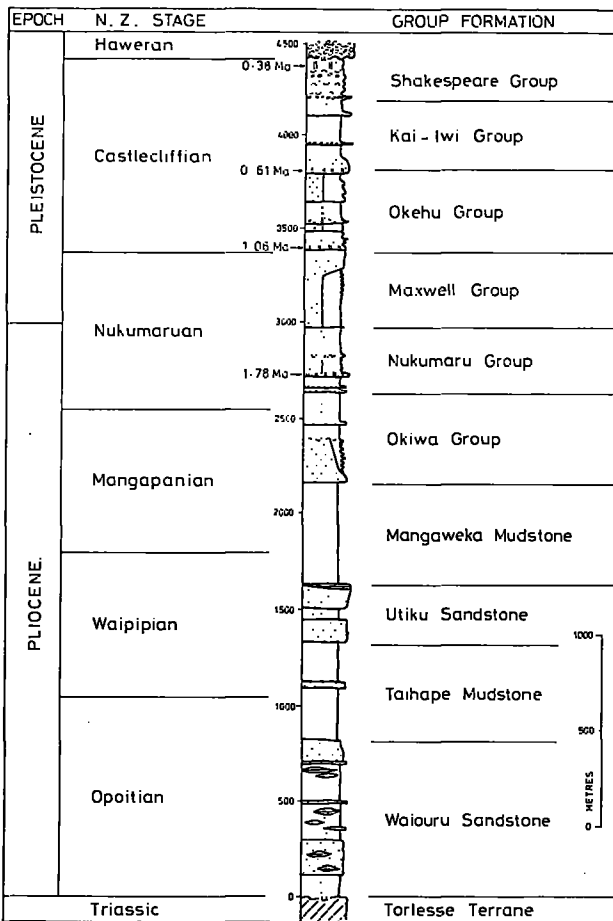 EPOCH N. Z. STAGE GROUP FORMATION
Haweran 4500
0·38 Ma
Shakespeare Group
4000
Kai-Iwi Group
Castlecliffian
0·61 Ma
PLEISTOCENE
Okehu Group
3500
1·06 Ma
Maxwell Group
3000
Nukumaruan
Nukumaru Group
1·78 Ma
2500
Okiwa Group
Mangapanian
2000
Mangaweka Mudstone
PLIOCENE.
1500
Utiku Sandstone
Waipipian
1000
Taihape Mudstone
1000
500
METRES
0
Opoitian
500
Waiouru Sandstone
0
Triassic Torlesse Terrane